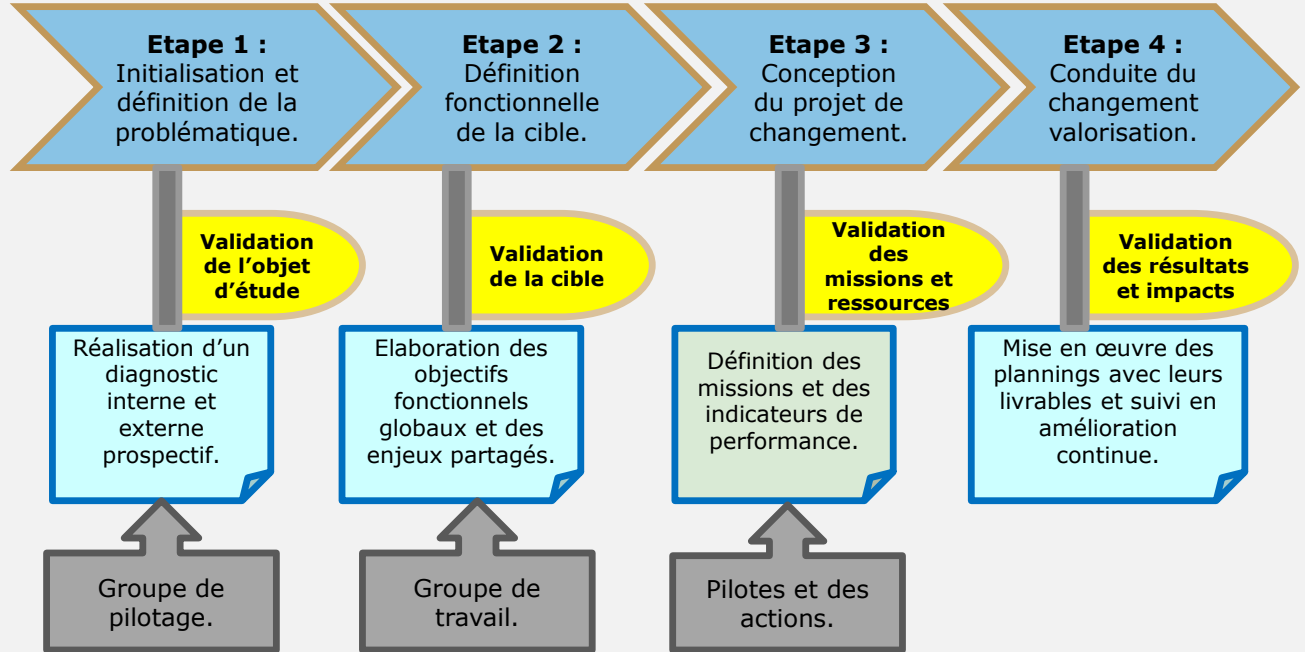 Etape 1 :
Initialisation et
définition de la
problématique.
Etape 2 :
Définition
fonctionnelle
de la cible.
Etape 3 :
Conception
du projet de
changement.
Etape 4 :
Conduite du
changement
valorisation.
Validation
de l’objet
d’étude
Validation
de la cible
Validation
des
missions et
ressources
Validation
des résultats
et impacts
Réalisation d’un
diagnostic
interne et
externe
prospectif.
Elaboration des
objectifs
fonctionnels
globaux et des
enjeux partagés.
Définition des
missions et des
indicateurs de
performance.
Mise en œuvre des
plannings avec leurs
livrables et suivi en
amélioration
continue.
Groupe de
pilotage.
Groupe de
travail.
Pilotes et des
actions.